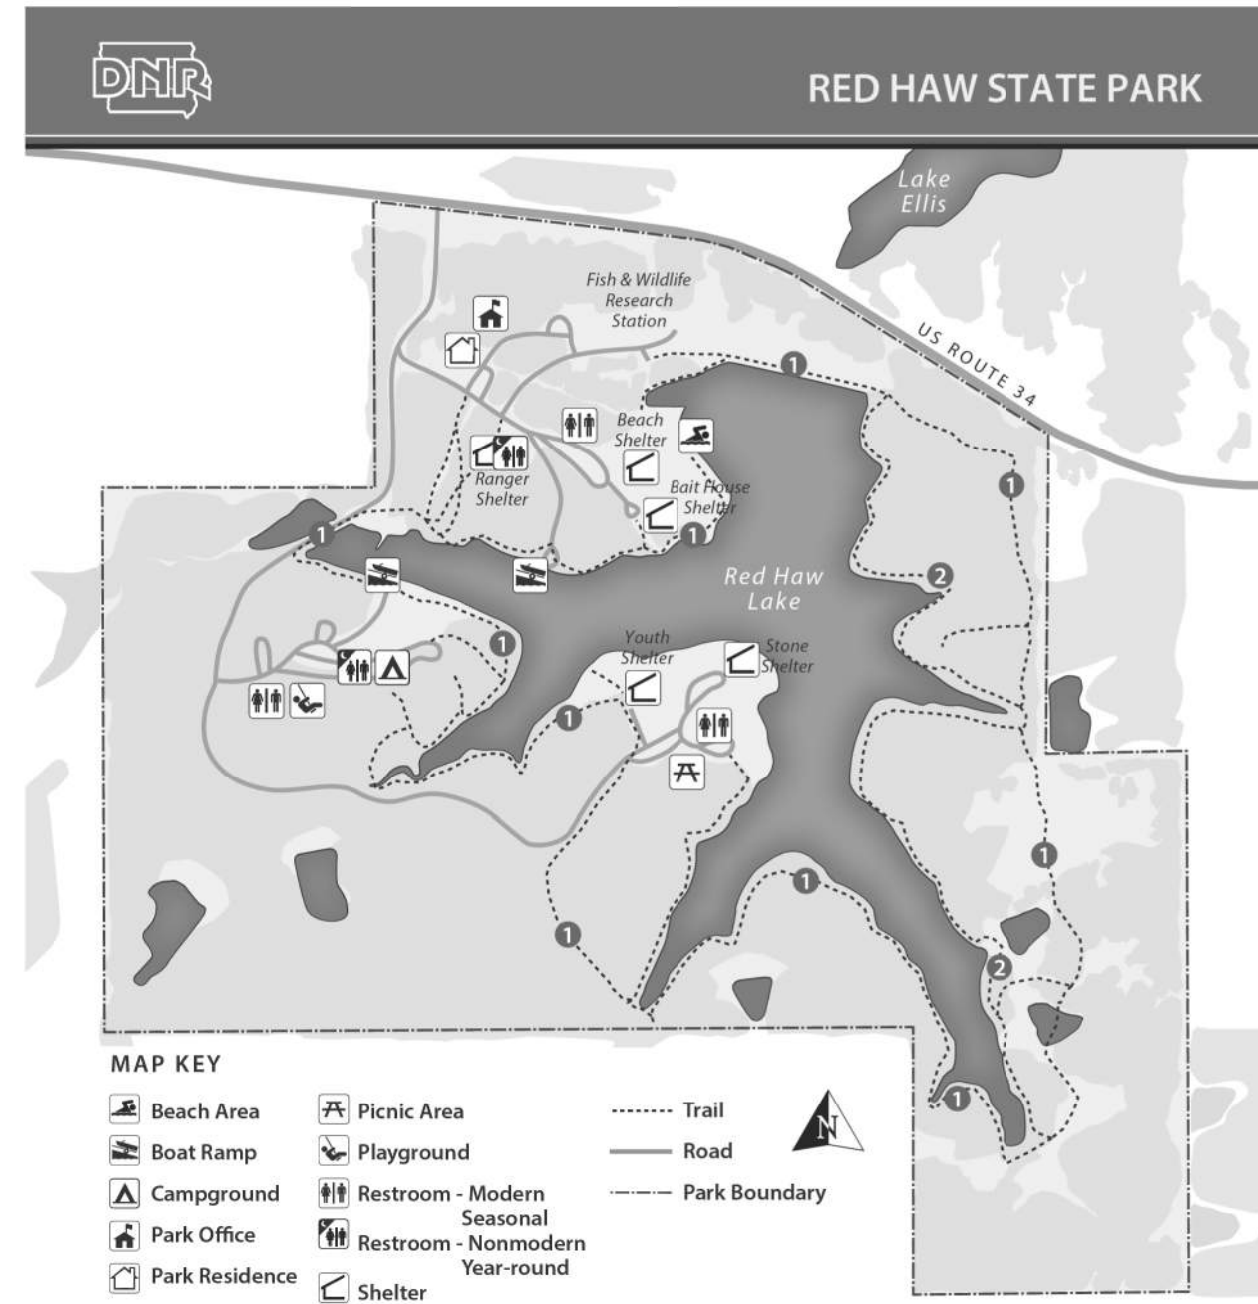 DNR
RED HAW STATE PARK
Lake
Ellis
Fish & Wildlife
Research
Station
US ROUTE 34
1
Beach
Shelter
Ranger
Shelter
Bait House
Shelter
1
1
1
2
Red Haw
Lake
1
Youth
Shelter
Stone
Shelter
1
1
1
1
2
1
MAP KEY
Beach Area
Boat Ramp
Campground
Park Office
Park Residence
Picnic Area
Playground
Restroom - Modern
Seasonal
Restroom - Nonmodern
Year-round
Shelter
Trail
Road
Park Boundary
N
1